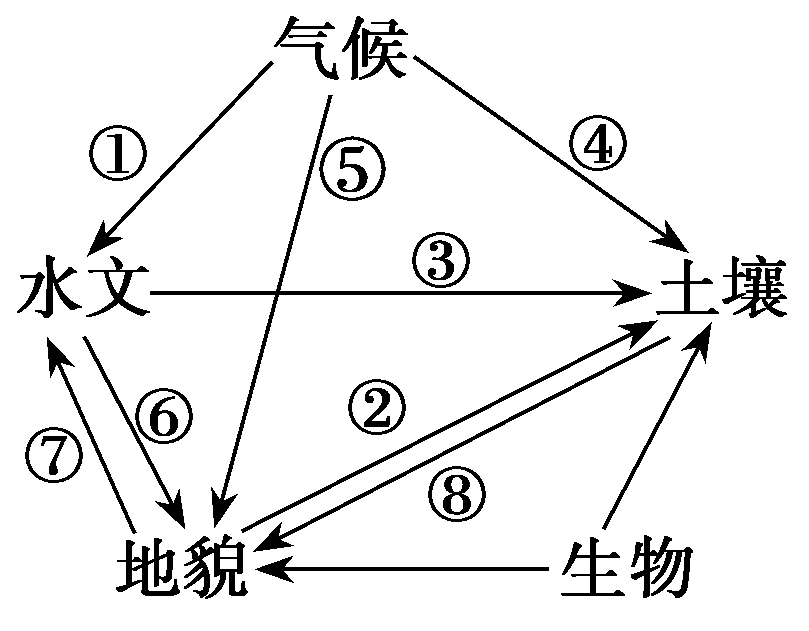 气候
①
④
⑤
③
水文
土壤
②
⑥
⑦
⑧
地貌
生物